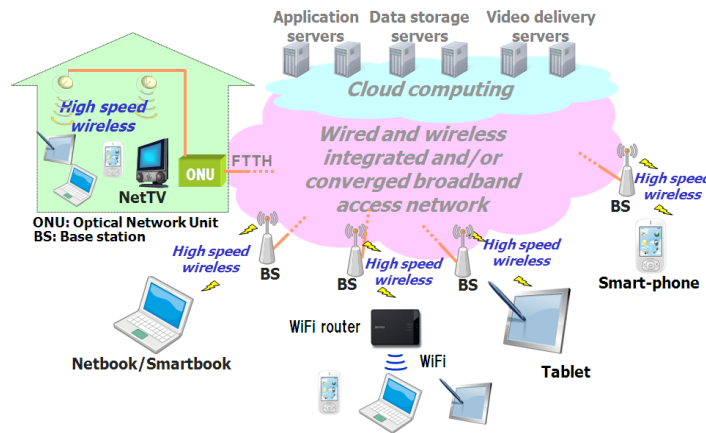 Application
servers
Data storage
servers
Video delivery
servers
Cloud computing
High speed
wireless
NetTV
ONU
FTTH
Wired and wireless
integrated and/or
converged broadband
access network
ONU: Optical Network Unit
BS: Base station
BS
High speed
wireless
Smart-phone
High speed
wireless
BS
BS
High speed
wireless
BS
High speed
wireless
Netbook/Smartbook
WiFi router
WiFi
Tablet